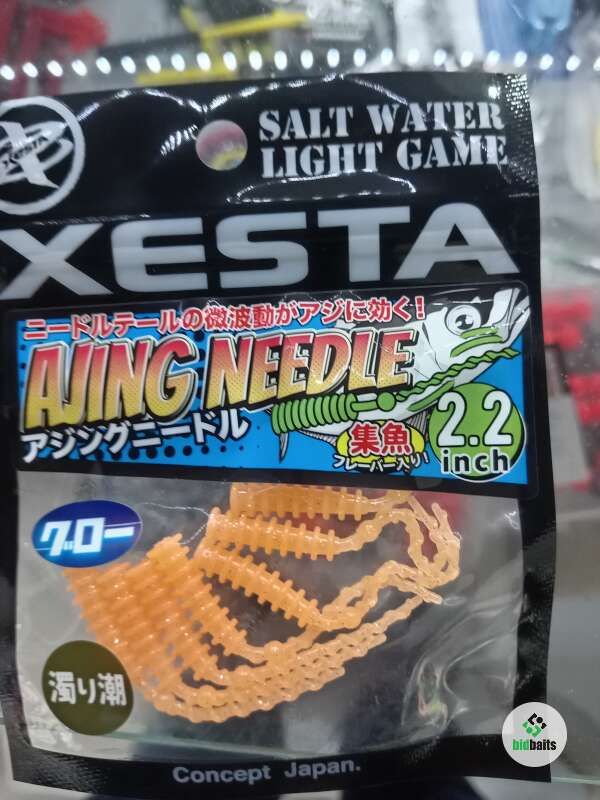 XESTA
SALT WATER
LIGHT GAME
XESTA
ニードルテールの微波動がアジに効く!
AJING NEEDLE
アジングニードル
集魚
フレーバー入り!
2.2
inch
グロー
濁り潮
bidbaits
Concept Japan.